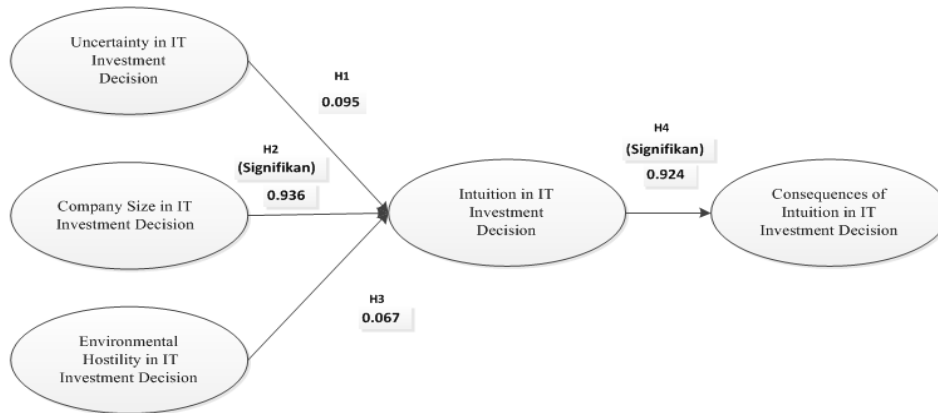 Uncertainty in IT
Investment
Decision
H1
0.095
H2
(Signifikan)
0.936
Company Size in IT
Investment Decision
H4
(Signifikan)
0.924
Intuition in IT
Investment
Decision
Consequences of
Intuition in IT
Investment Decision
H3
0.067
Environmental
Hostility in IT
Investment Decision